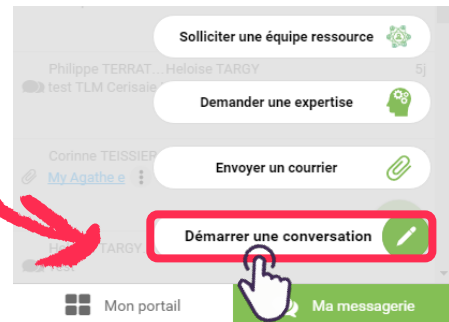 Solliciter une équipe ressource
Philippe TERRAT... Heloise TARGY 5j
test TLM Cerisaie
Demander une expertise
Corinne TEISSIER
Envoyer un courrier
My Agathe e
Démarrer une conversation
TARGY
Mon portail
Ma messagerie